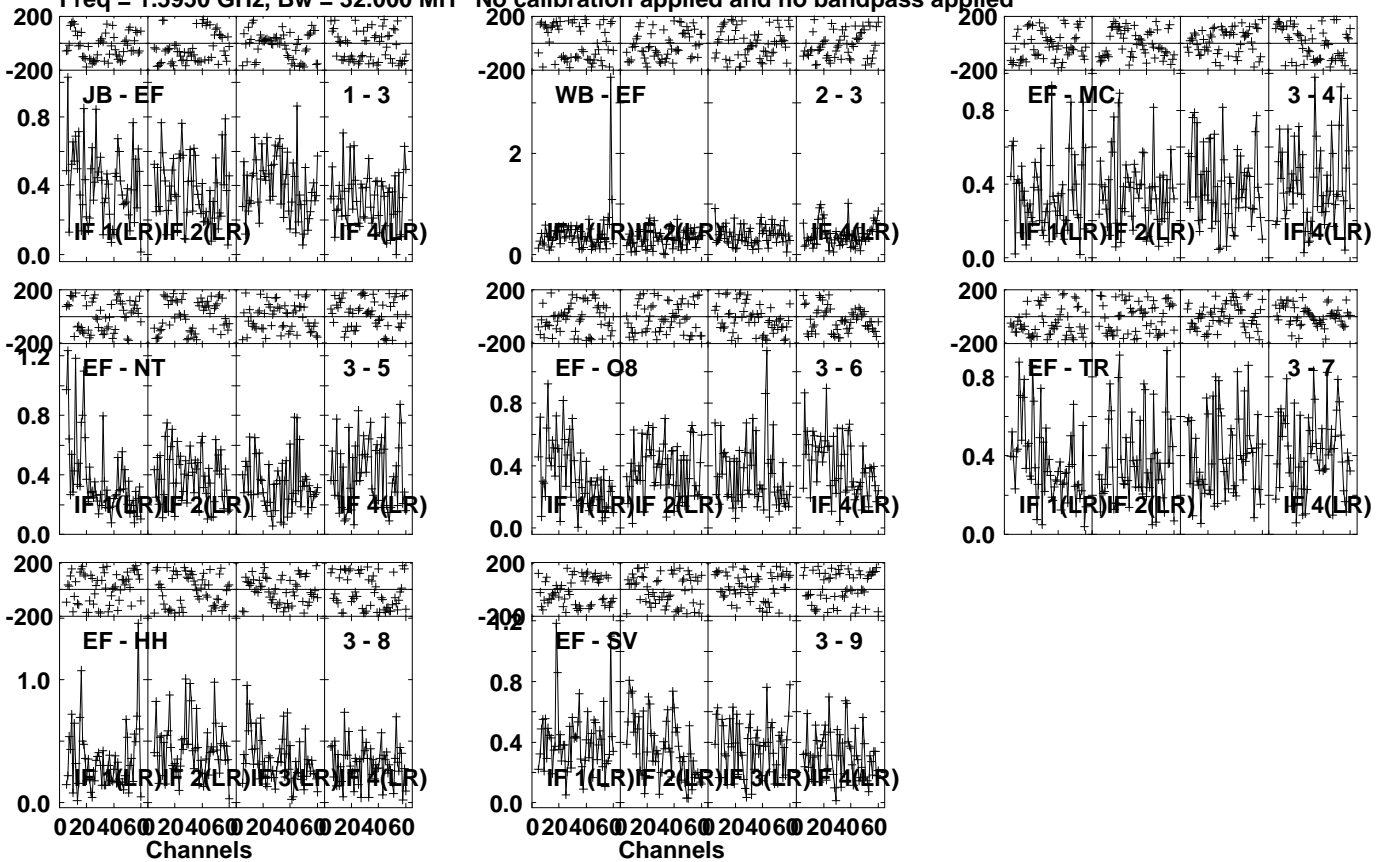 Freq = 1.5950 GHz, Bw = 32.000 MH No calibration applied and no bandpass applied
200
-200
JB - EF 1 - 3
0.8
0.4
0.0
IF 1(LR) IF 2(LR) IF 4(LR)
200
-200
WB - EF 2 - 3
2
0
IF 1(LR) IF 2(LR) IF 4(LR)
200
-200
EF - MC 3 - 4
0.8
0.4
0.0
IF 1(LR) IF 2(LR) IF 4(LR)
200
-200
1.2
EF - NT 3 - 5
0.8
0.4
0.0
IF 1(LR) IF 2(LR) IF 4(LR)
200
-200
EF - O8 3 - 6
0.8
0.4
0.0
IF 1(LR) IF 2(LR) IF 4(LR)
200
-200
EF - TR 3 - 7
0.8
0.4
0.0
IF 1(LR) IF 2(LR) IF 4(LR)
200
-200
EF - HH 3 - 8
1.0
0.0
IF 1(LR) IF 2(LR) IF 3(LR) IF 4(LR)
0 20 40 60 0 20 40 60 0 20 40 60 0 20 40 60
Channels
200
-200
1.2
EF - SV 3 - 9
0.8
0.4
0.0
IF 1(LR) IF 2(LR) IF 3(LR) IF 4(LR)
0 20 40 60 0 20 40 60 0 20 40 60 0 20 40 60
Channels